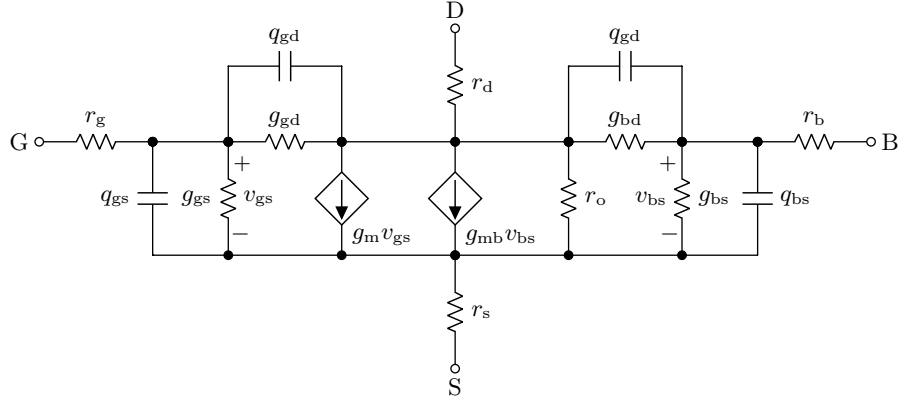 D
q_gd
q_gd
r_d
r_g
g_gd
g_bd
r_b
G
B
+
+
q_gs
g_gs
v_gs
r_o
v_bs
g_bs
q_bs
−
g_m v_gs
g_mb v_bs
−
r_s
S